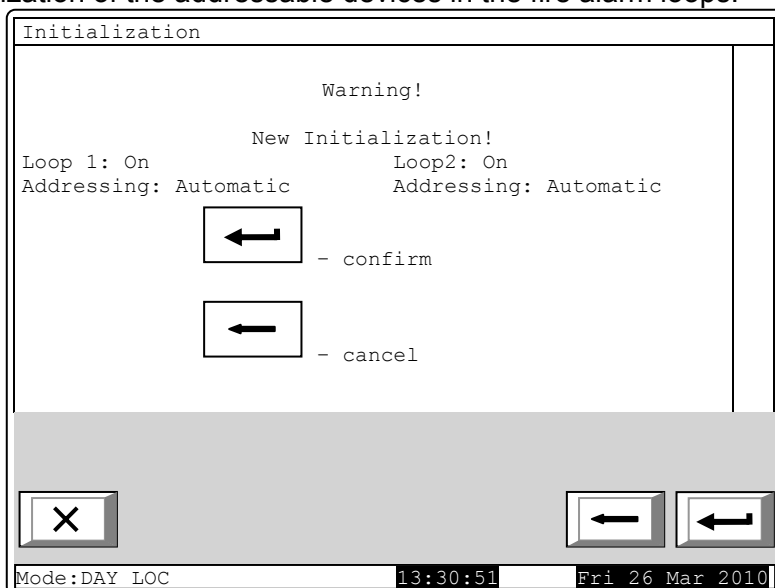 zation of the addressable devices in the fire alarm loops.
Initialization
Warning!
New Initialization!
Loop 1: On Loop2: On
Addressing: Automatic Addressing: Automatic
- confirm
- cancel
Mode:DAY LOC 13:30:51 Fri 26 Mar 2010